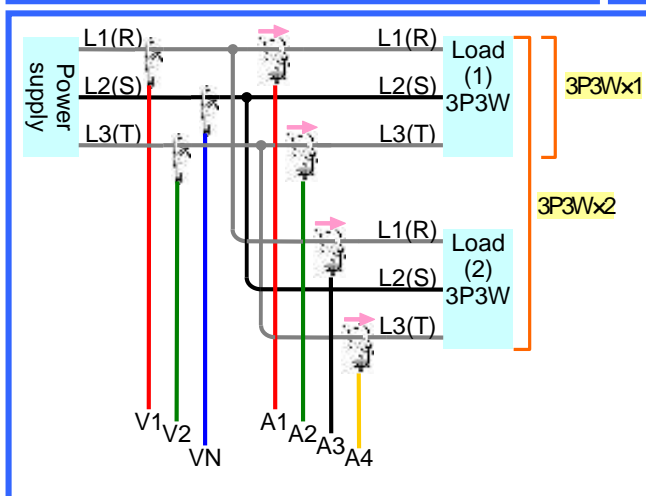 Power supply
L1(R)
L2(S)
L3(T)
L1(R)
L2(S)
L3(T)
Load
(1)
3P3W
3P3W×1
3P3W×2
L1(R)
L2(S)
L3(T)
Load
(2)
3P3W
V1
V2
VN
A1
A2
A3
A4